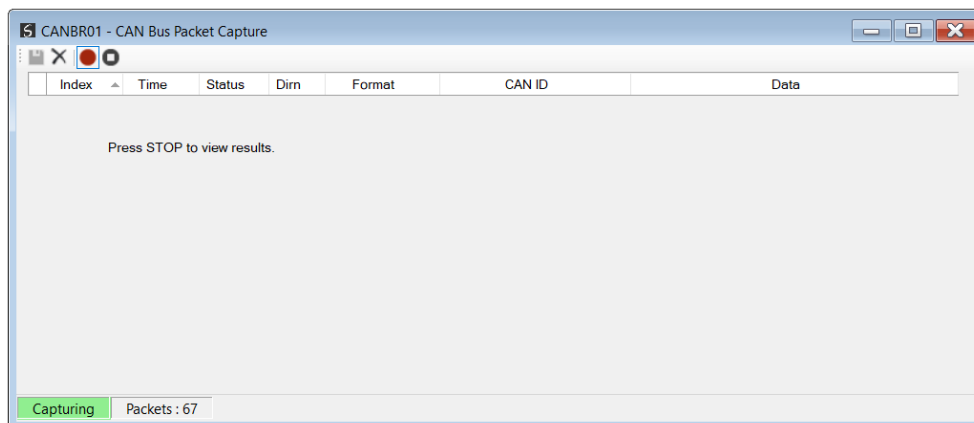 CANBR01 - CAN Bus Packet Capture
Index Time Status Dirn Format CAN ID Data
Press STOP to view results.
Capturing Packets : 67